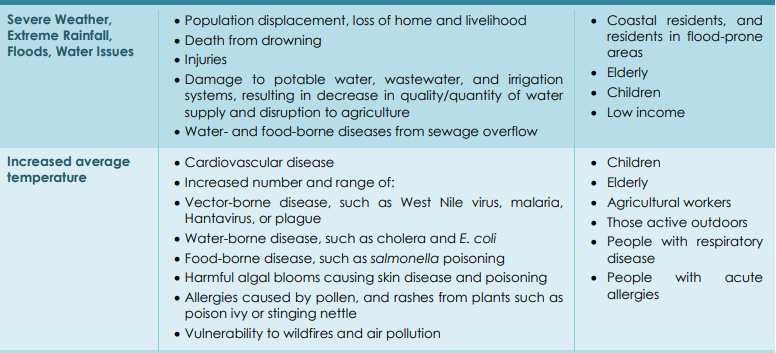 Severe Weather,
Extreme Rainfall,
Floods, Water Issues
• Population displacement, loss of home and livelihood
• Death from drowning
• Injuries
• Damage to potable water, wastewater, and irrigation
systems, resulting in decrease in quality/quantity of water
supply and disruption to agriculture
• Water- and food-borne diseases from sewage overflow
• Coastal residents, and
residents in flood-prone
areas
• Elderly
• Children
• Low income
Increased average
temperature
• Cardiovascular disease
• Increased number and range of:
• Vector-borne disease, such as West Nile virus, malaria,
Hantavirus, or plague
• Water-borne disease, such as cholera and E. coli
• Food-borne disease, such as salmonella poisoning
• Harmful algal blooms causing skin disease and poisoning
• Allergies caused by pollen, and rashes from plants such as
poison ivy or stinging nettle
• Vulnerability to wildfires and air pollution
• Children
• Elderly
• Agricultural workers
• Those active outdoors
• People with respiratory
disease
• People with acute
allergies